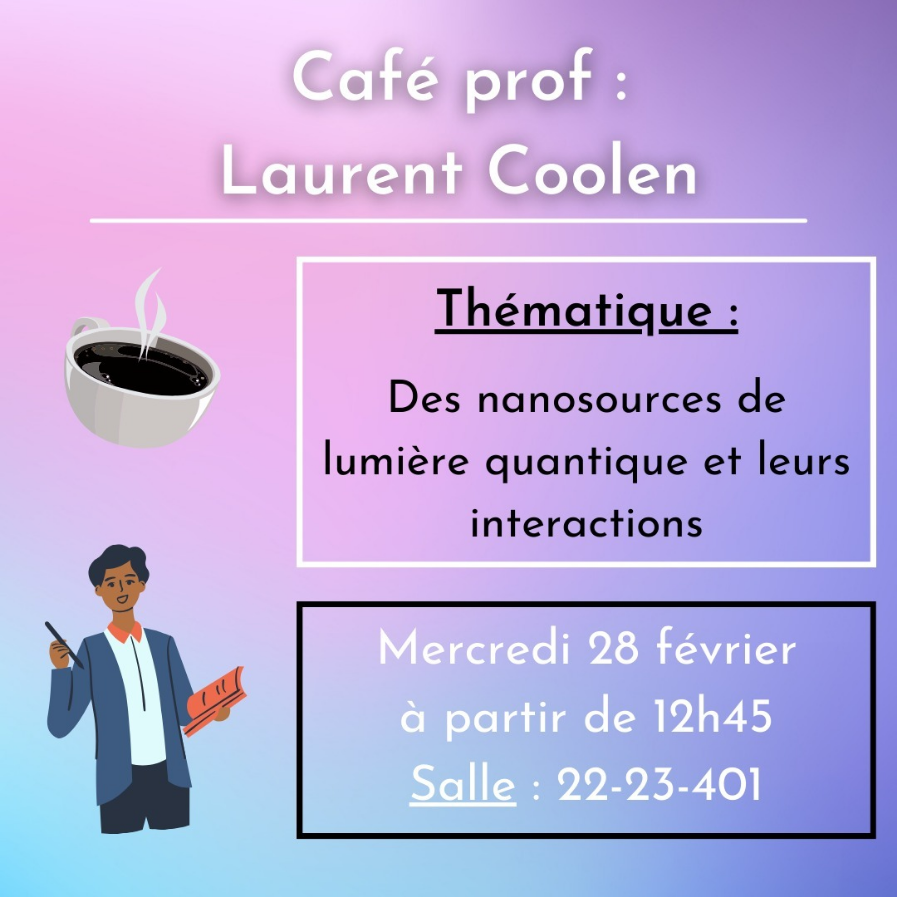 Café prof :
Laurent Coolen
Thématique :
Des nanosources de
lumière quantique et leurs
interactions
Mercredi 28 février
à partir de 12h45
Salle : 22-23-401